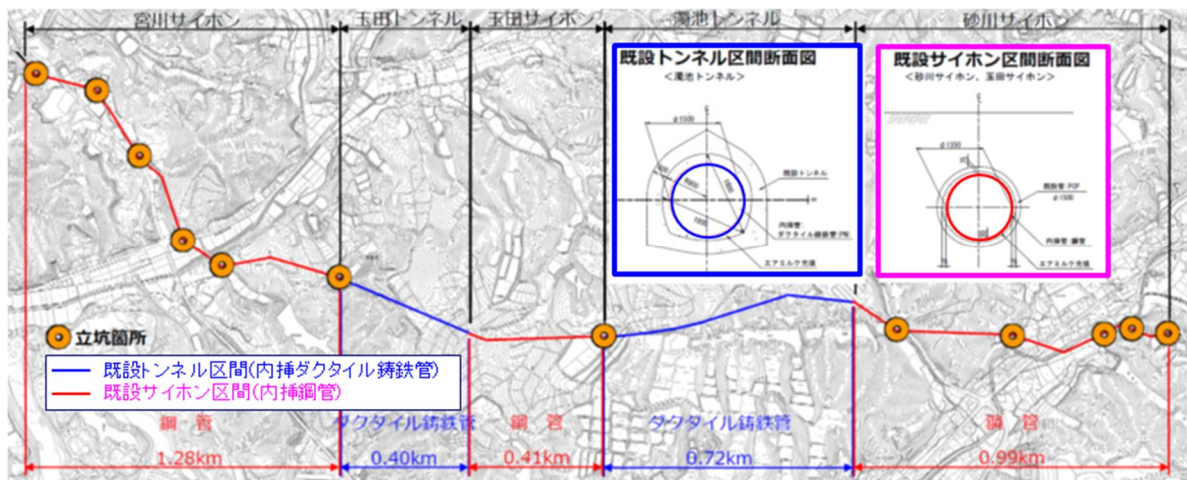 宮川サイホン
玉田トンネル
玉田サイホン
濁池トンネル
砂川サイホン
既設トンネル区間断面図
<濁池トンネル>
φ1500
既設トンネル
内挿管:
ダクタイル鋳鉄管(PN)
エアミルク充填
既設サイホン区間断面図
<砂川サイホン、玉田サイホン>
φ1350
既設管:PCP
φ1500
内挿管:鋼管
エアミルク充填
立坑箇所
既設トンネル区間(内挿ダクタイル鋳鉄管)
既設サイホン区間(内挿鋼管)
鋼 管
ダクタイル鋳鉄管
鋼 管
ダクタイル鋳鉄管
鋼 管
1.28km
0.40km
0.41km
0.72km
0.99km